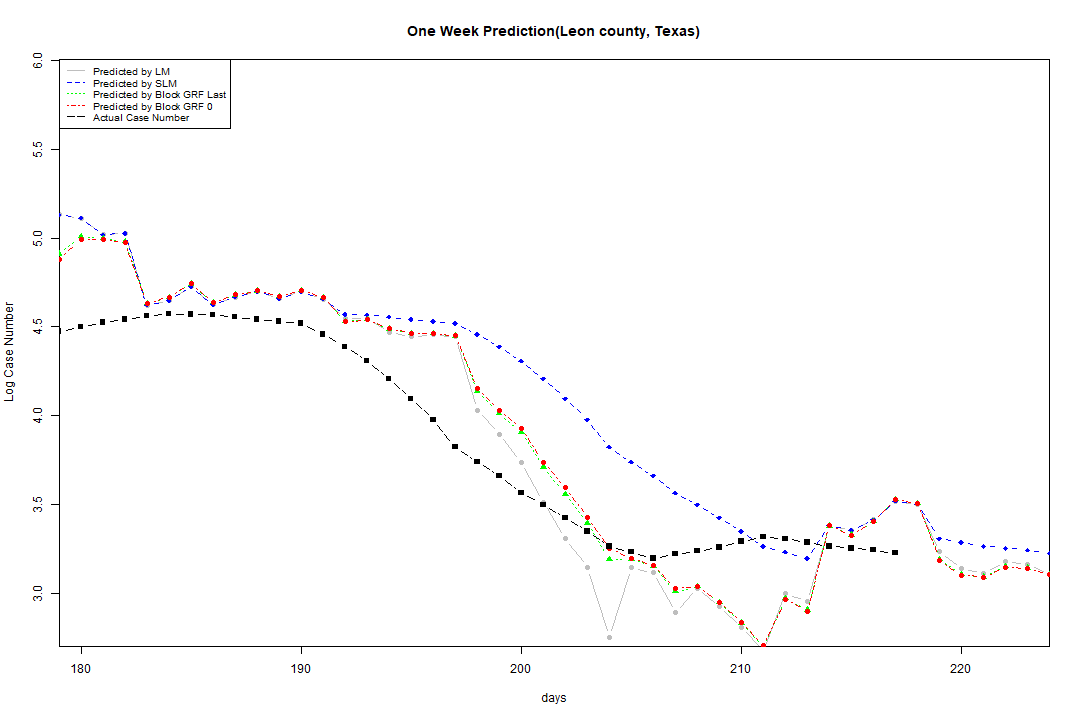 One Week Prediction(Leon county, Texas)
Predicted by LM
Predicted by SLM
Predicted by Block GRF Last
Predicted by Block GRF 0
Actual Case Number
6.0
5.5
5.0
4.5
4.0
3.5
3.0
Log Case Number
180 190 200 210 220
days